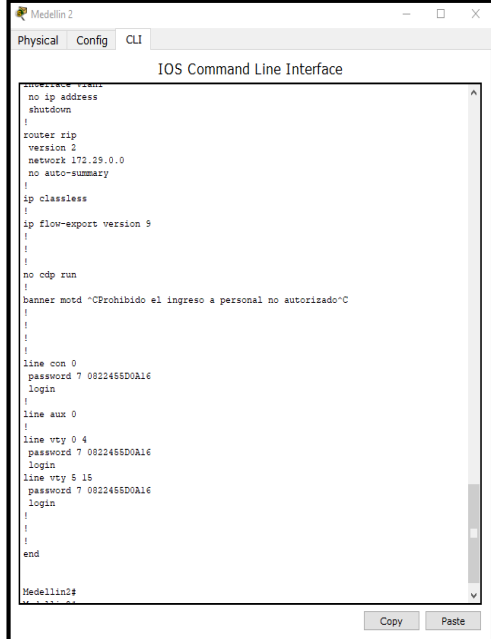 Medellin 2
Physical Config CLI
IOS Command Line Interface
interface Vlan1
no ip address
shutdown
!
router rip
version 2
network 172.29.0.0
no auto-summary
!
ip classless
!
ip flow-export version 9
!
!
!
no cdp run
!
banner motd ^CProhibido el ingreso a personal no autorizado^C
!
!
!
!
line con 0
password 7 0822455D0A16
login
!
line aux 0
!
line vty 0 4
password 7 0822455D0A16
login
line vty 5 15
password 7 0822455D0A16
login
!
!
!
end
Medellin2#
Medellin2#
Copy Paste